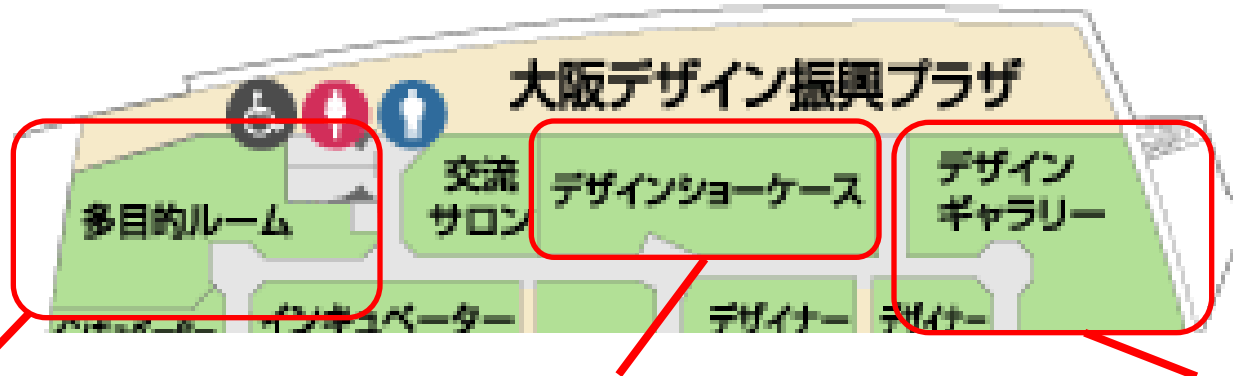 大阪デザイン振興プラザ
多目的ルーム
交流
サロン
デザインショーケース
デザイン
ギャラリー
インキュベーター
デザイナー
デザイナー